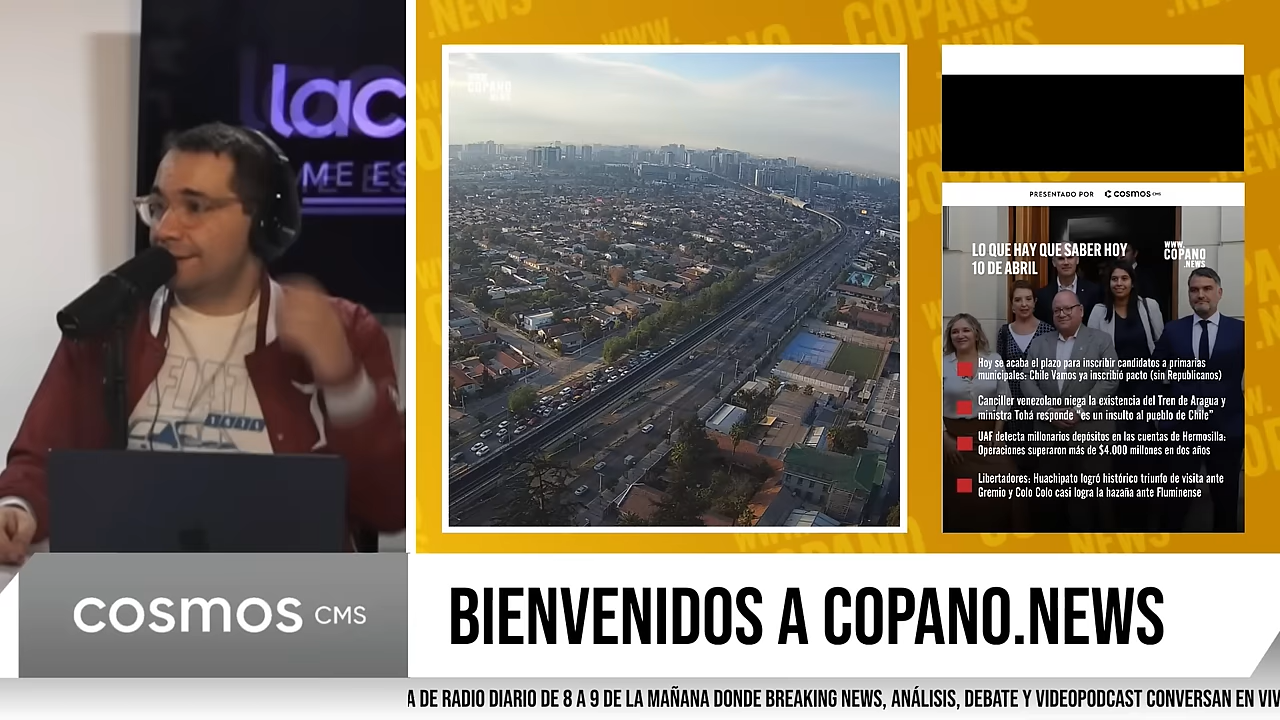 lac
ME ES
WWW.
COPANO
.NEWS
PRESENTADO POR COSMOS CMS
LO QUE HAY QUE SABER HOY
10 DE ABRIL
WWW.
COPANO
.NEWS
Hoy se acaba el plazo para inscribir candidatos a primarias
municipales: Chile Vamos ya inscribió pacto (sin Republicanos)
Canciller venezolano niega la existencia del Tren de Aragua y
ministra Tohá responde "es un insulto al pueblo de Chile"
UAF detecta millonarios depósitos en las cuentas de Hermosilla:
Operaciones superaron más de $4.000 millones en dos años
Libertadores: Huachipato logró histórico triunfo de visita ante
Gremio y Colo Colo casi logra la hazaña ante Fluminense
cosmos CMS
BIENVENIDOS A COPANO.NEWS
A DE RADIO DIARIO DE 8 A 9 DE LA MAÑANA DONDE BREAKING NEWS, ANÁLISIS, DEBATE Y VIDEOPODCAST CONVERSAN EN VIV